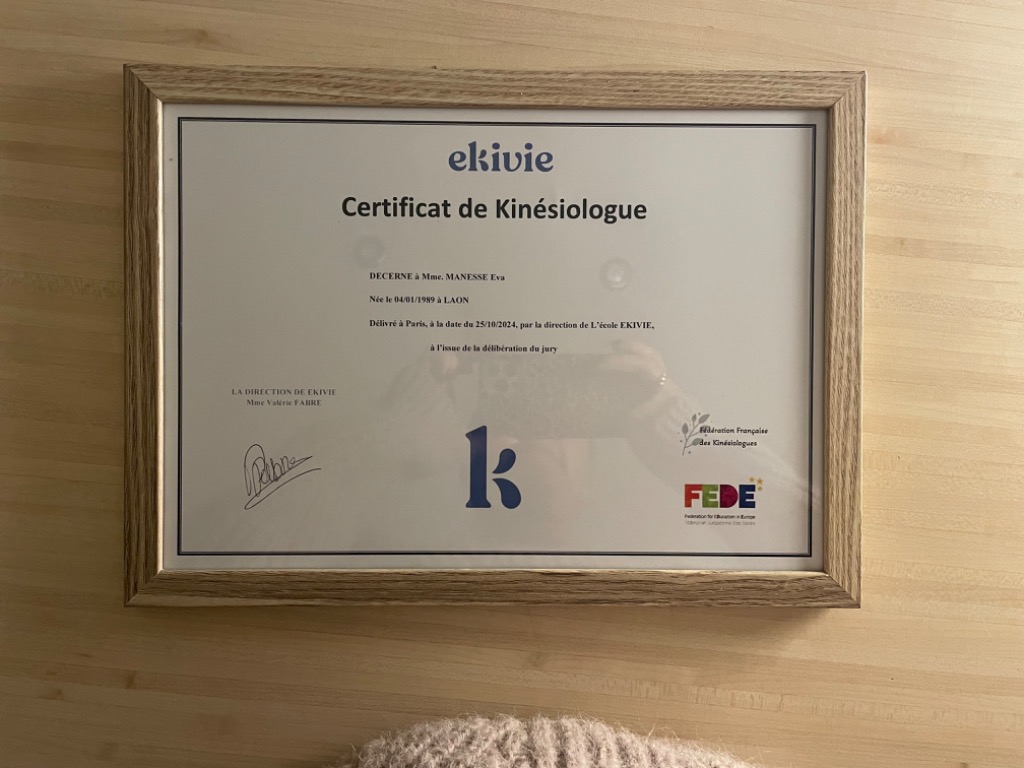 ekivie
Certificat de Kinésiologue
DECERNE à Mme. MANESSE Eva
Née le 04/01/1989 à LAON
Délivré à Paris, à la date du 25/10/2024, par la direction de L'école EKIVIE,
à l'issue de la délibération du jury
LA DIRECTION DE EKIVIE
Mme Valérie FABRE
k
Fédération Française
des Kinésiologues
FEDE
Federation for Education in Europe